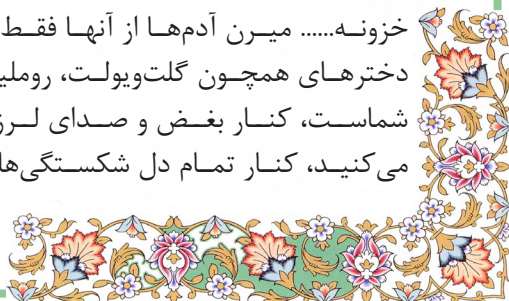 خزونه...... میرن آدم‌ها از آنها فقط
دخترهای همچون گلت‌ویولت، روملی
شماست، کنار بغض و صدای لرز
می‌کنید، کنار تمام دل شکستگی‌ها